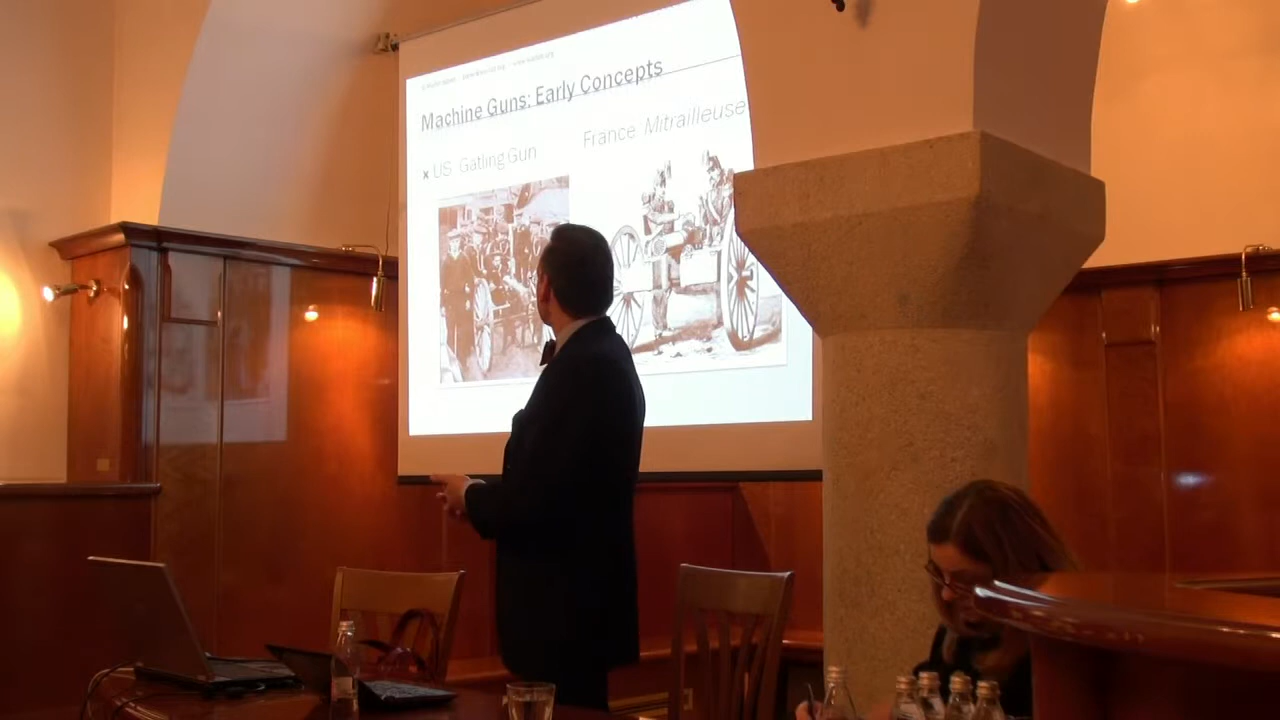 Machine Guns: Early Concepts
× US Gatling Gun
France Mitrailleuse